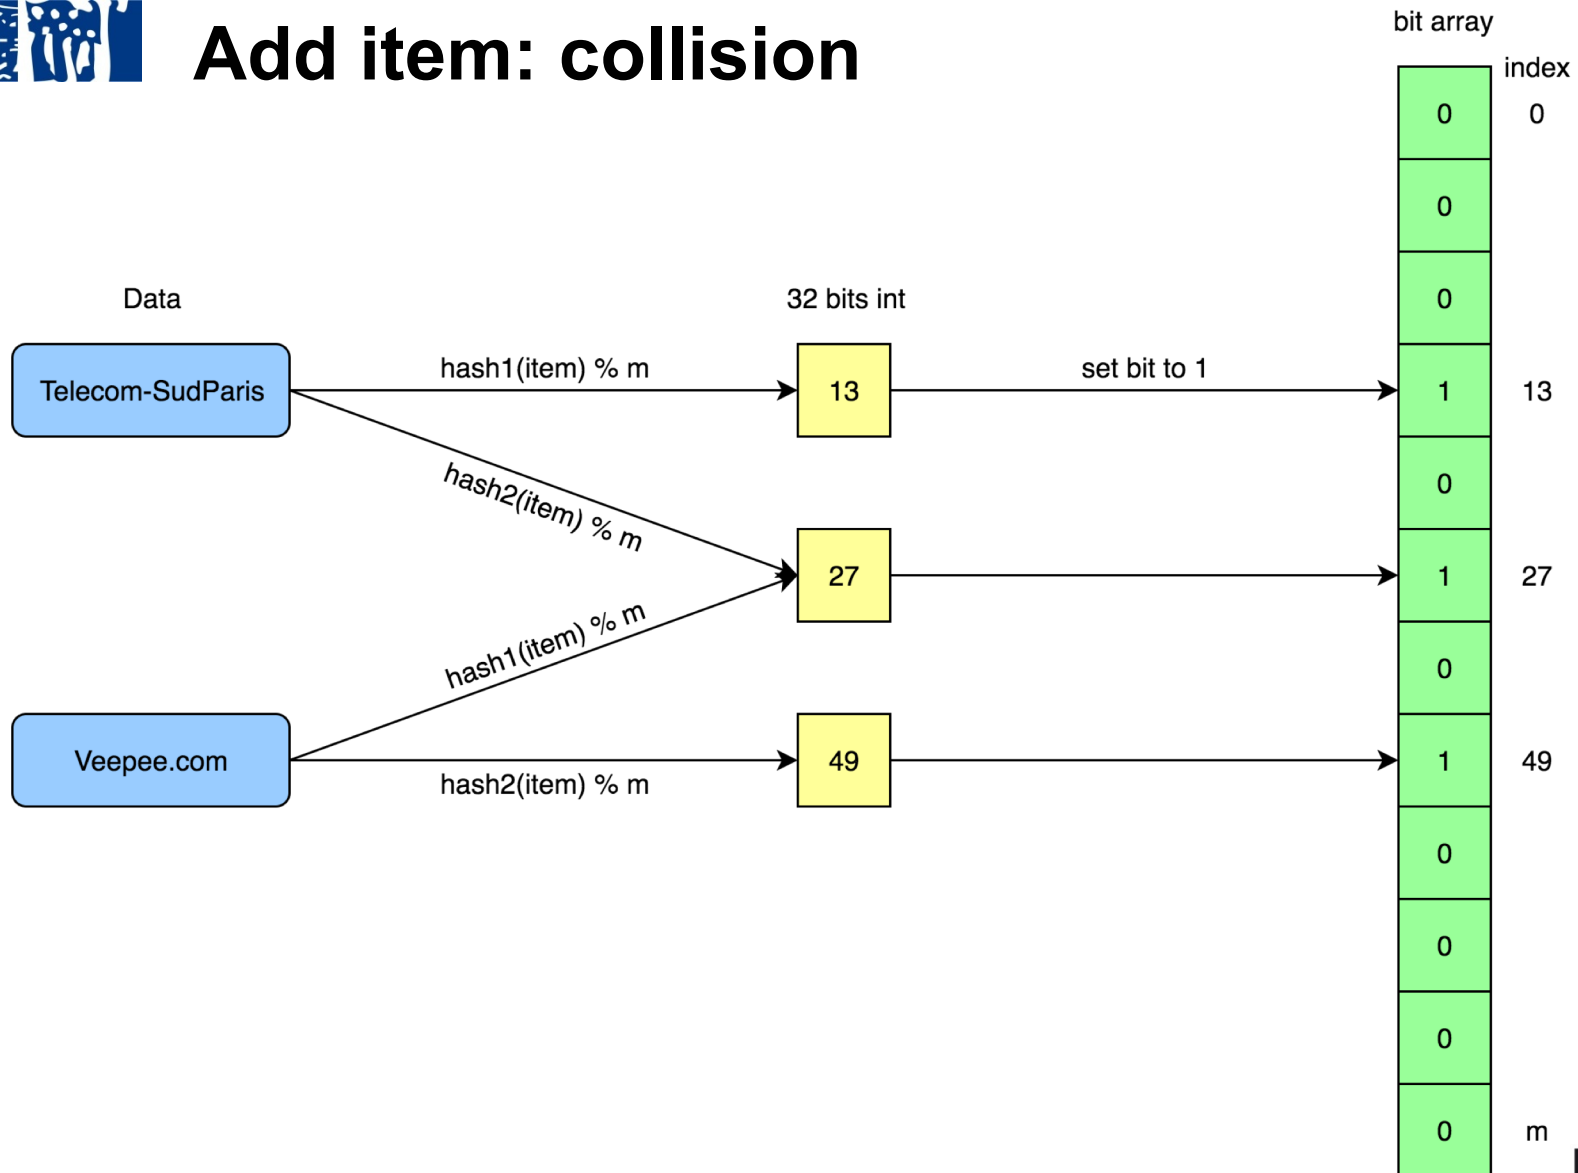 Add item: collision
bit array
index
0 0
0
Data 32 bits int 0
Telecom-SudParis hash1(item) % m 13 set bit to 1 1 13
hash2(item) % m 0
27 1 27
hash1(item) % m 0
Veepee.com hash2(item) % m 49 1 49
0
0
0
0 m